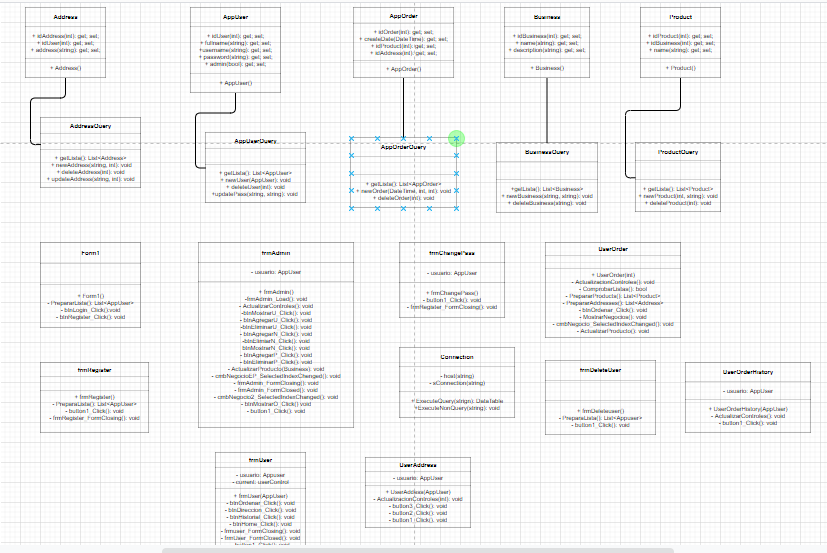 Address
+ idAddress(int): get; set;
+ idUser(int): get; set;
+ address(string): get; set;
+ Address()
AppUser
+ idUser(int): get; set;
+ fullname(string): get; set;
+username(string): get; set;
+ password(string): get; set;
+ admin(bool): get; set;
+ AppUser()
AppOrder
+ idOrder(int): get; set;
+ createDate(DateTime): get; set;
+ idProduct(int): get; set;
+ idAddress(int): get; set;
+ AppOrder()
Business
+ idBusiness(int): get; set;
+ name(string): get; set;
+ description(string): get; set;
+ Business()
Product
+ idProduct(int): get; set;
+ idBusiness(int): get; set;
+ name(string): get; set;
+ Product()
AddressQuery
+ getLista(): List<Address>
+ newAddress(string, int): void
+ deleteAddress(int): void
+ updateAddress(string, int): void
AppUserQuery
+ getLista(): List<AppUser>
+ newUser(AppUser): void
+ deleteUser(int): void
+updatePass(string, string): void
AppOrderQuery
+ getLista(): List<AppOrder>
+ newOrder(DateTime, int, int): void
+ deleteOrder(int): void
BusinessQuery
+getLista(): List<Business>
+ newBusiness(string, string): void
+ deleteBusiness(string): void
ProductQuery
+ getLista(): List<Product>
+ newProduct(int, string): void
+ deleteProduct(int): void
Form1
+ Form1()
- PrepararLista(): List<AppUser>
- btnLogin_Click():void
- btnRegister_Click(): void
frmAdmin
- usuario: AppUser
+ frmAdmin()
-frmAdmin_Load(): void
- ActualizarControles(): void
-btnMostrarU_Click(): void
- btnAgregarU_Click(): void
-btnEliminarU_Click(): void
- btnAgregarN_Click(): void
-btnElimarN_Click(): void
btnMostrarN_Click(): void
- btnAgregarP_Click(): void
- btnEliminarP_Click(): void
- ActualizarProducto(Business): void
- cmbNegocioEP_SelectedIndexChanged(): void
- frmAdmin_FormClosing(): void
- frmAdmin_FormClosed(): void
- cmbNegocio2_SelectedIndexChanged(): void
- btnMostrarO_Click(): void
- button1_Click(): void
frmChangePass
- usuario: AppUser
+ frmChangePass()
- button1_Click(): void
- frmRegister_FormClosing(): void
UserOrder
+ UserOrder(int)
- ActualizacionControles(): void
- ComprobarListas(): bool
- PrepararProducts(): List<Product>
- PrepararAddresses(): List<Address>
- btnOrdenar_Click(): void
- MostrarNegocios(): void
- cmbNegocio_SelectedIndexChanged(): void
- ActualizarProducto(): void
frmRegister
+ frmRegister()
- PrepararLista(): List<AppUser>
- button1_Click(): void
- frmRegister_FormClosing(): void
Connection
- host(string)
- sConnection(string)
+ ExecuteQuery(string): DataTable
+ExecuteNonQuery(string): void
frmDeleteUser
+ frmDeleteuser()
- PreparaLista(): List<Appuser>
- button1_Click(): void
UserOrderHistory
- usuario: AppUser
+ UserOrderHistory(AppUser)
- ActualizarControles(): void
- button1_Click(): void
frmUser
- usuario: Appuser
- current: userControl
+ frmUser(AppUser)
- btnOrdenar_Click(): void
- btnDireccion_Click(): void
- btnHistorial_Click(): void
- btnHome_Click(): void
- frmuser_FormClosing(): void
- frmUser_FormClosed(): void
UserAddress
- usuario: AppUser
+ UserAddress(AppUser)
- ActualizacionControles(int): void
- button3_Click(): void
- button2_Click(): void
- button1_Click(): void